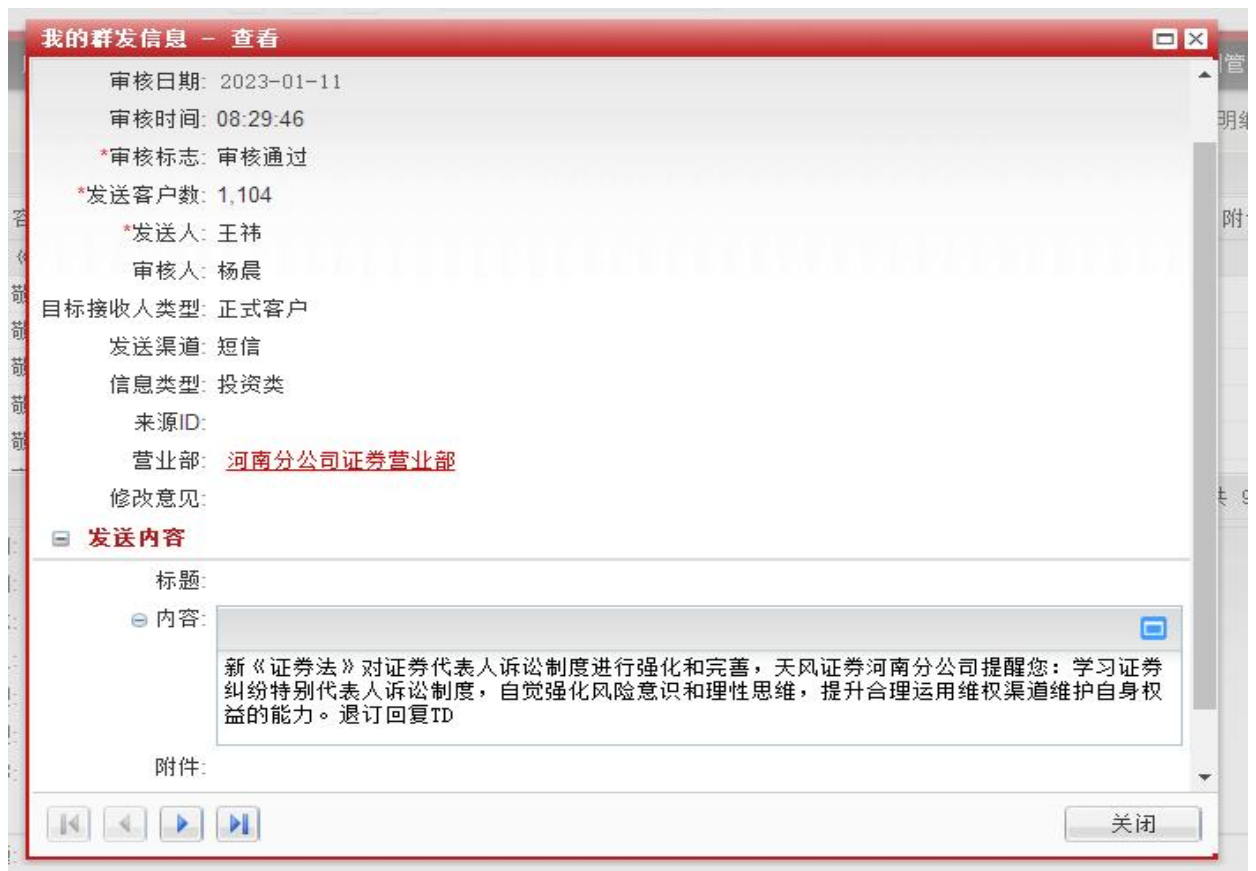 我的群发信息 - 查看
审核日期: 2023-01-11
审核时间: 08:29:46
*审核标志: 审核通过
*发送客户数: 1,104
*发送人: 王祎
审核人: 杨晨
目标接收人类型: 正式客户
发送渠道: 短信
信息类型: 投资类
来源ID:
营业部: 河南分公司证券营业部
修改意见:
发送内容
标题:
内容:
新《证券法》对证券代表人诉讼制度进行强化和完善，天风证券河南分公司提醒您：学习证券
纠纷特别代表人诉讼制度，自觉强化风险意识和理性思维，提升合理运用维权渠道维护自身权
益的能力。退订回复TD
附件:
关闭